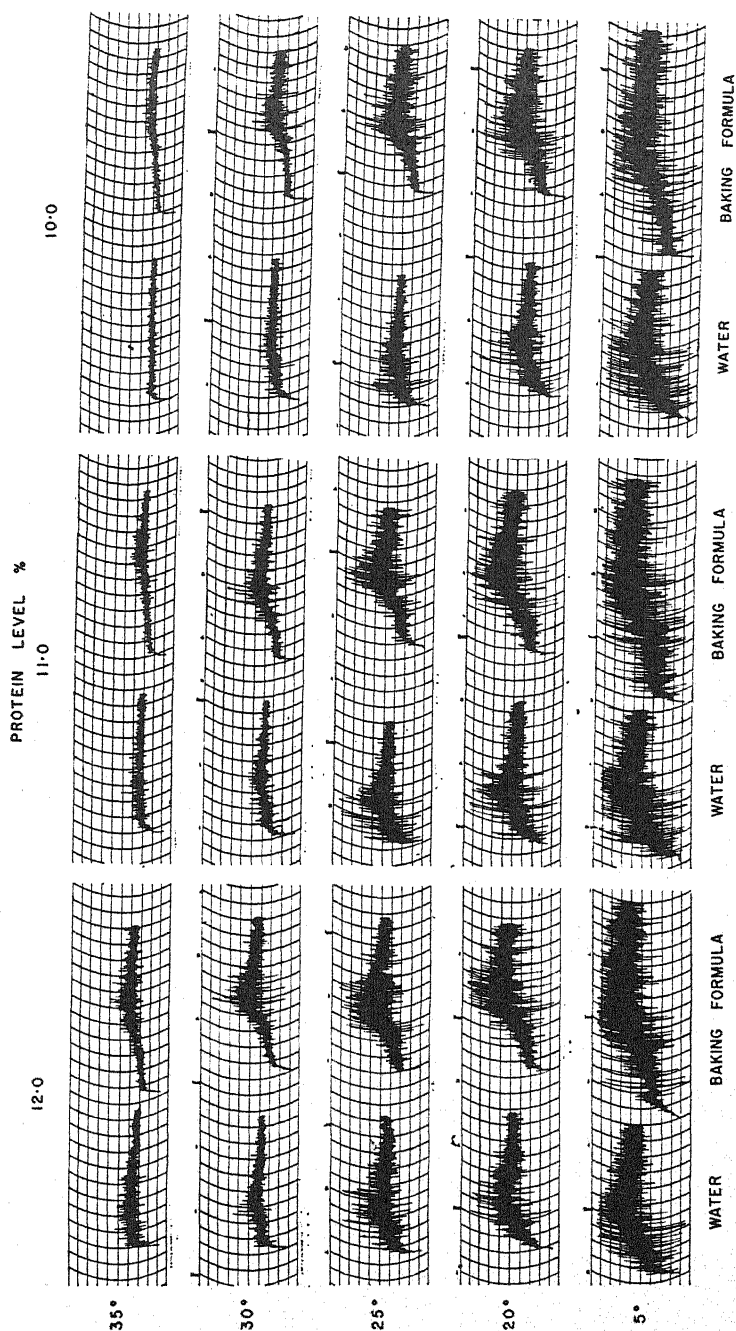 PROTEIN LEVEL %
12·0 11·0 10·0
35°
30°
25°
20°
5°
WATER BAKING FORMULA WATER BAKING FORMULA WATER BAKING FORMULA